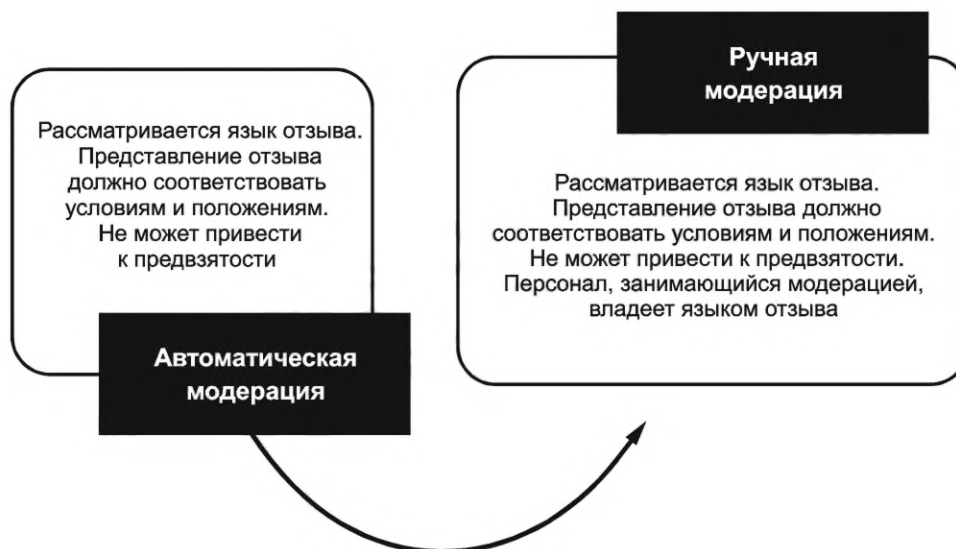 Рассматривается язык отзыва.
Представление отзыва
должно соответствовать
условиям и положениям.
Не может привести
к предвзятости
Автоматическая
модерация
Ручная
модерация
Рассматривается язык отзыва.
Представление отзыва должно
соответствовать условиям и положениям.
Не может привести к предвзятости.
Персонал, занимающийся модерацией,
владеет языком отзыва